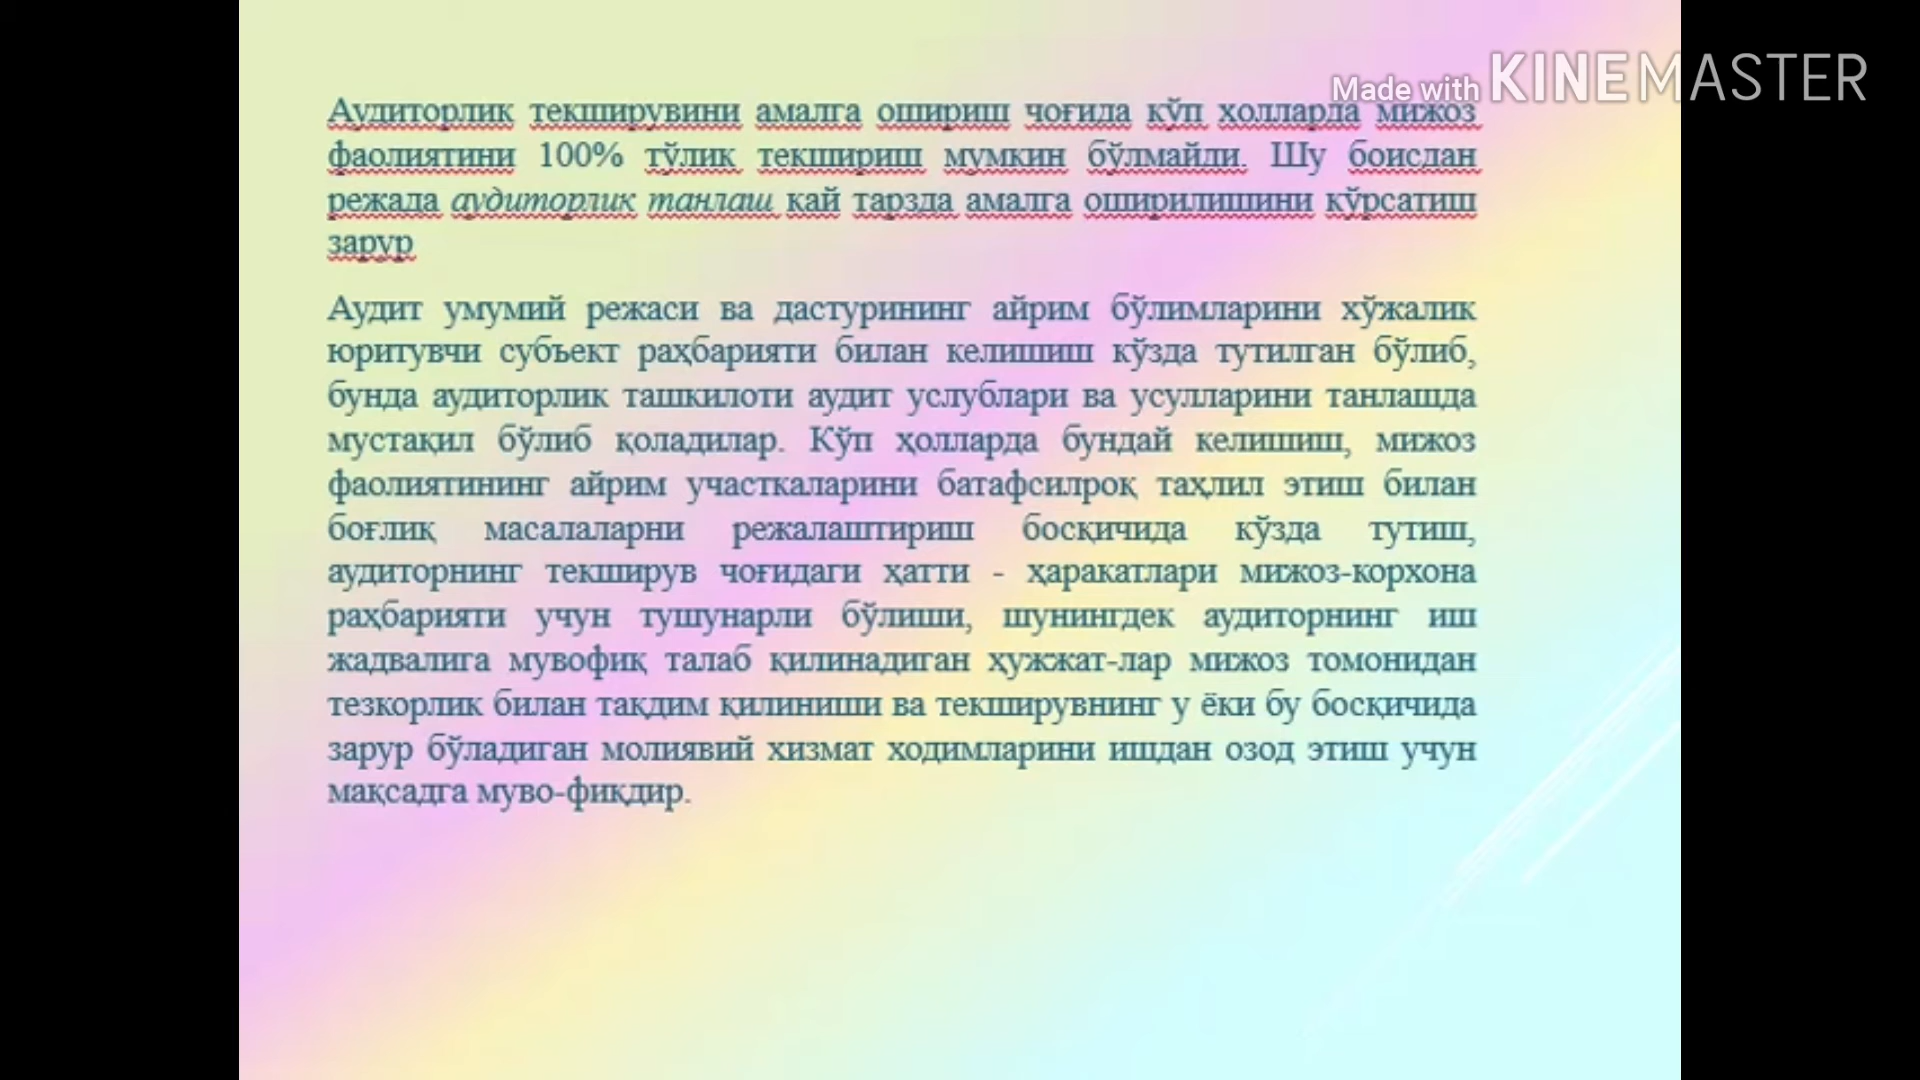 Made with KINEMASTER
Аудиторлик текширувини амалга ошириш чоғида кўп холларда мижоз
фаолиятини 100% тўлик текшириш мумкин бўлмайди. Шу боисдан
режада аудиторлик танлаш кай тарзда амалга оширилишини кўрсатиш
зарур
Аудит умумий режаси ва дастурининг айрим бўлимларини хўжалик
юритувчи субъект раҳбарияти билан келишиш кўзда тутилган бўлиб,
бунда аудиторлик ташкилоти аудит услублари ва усулларини танлашда
мустақил бўлиб қоладилар. Кўп ҳолларда бундай келишиш, мижоз
фаолиятининг айрим участкаларини батафсилроқ таҳлил этиш билан
боғлиқ масалаларни режалаштириш босқичида кўзда тутиш,
аудиторнинг текширув чоғидаги ҳатти - ҳаракатлари мижоз-корхона
раҳбарияти учун тушунарли бўлиши, шунингдек аудиторнинг иш
жадвалига мувофиқ талаб қилинадиган ҳужжат-лар мижоз томонидан
тезкорлик билан тақдим қилиниши ва текширувнинг у ёки бу босқичида
зарур бўладиган молиявий хизмат ходимларини ишдан озод этиш учун
мақсадга муво-фиқдир.